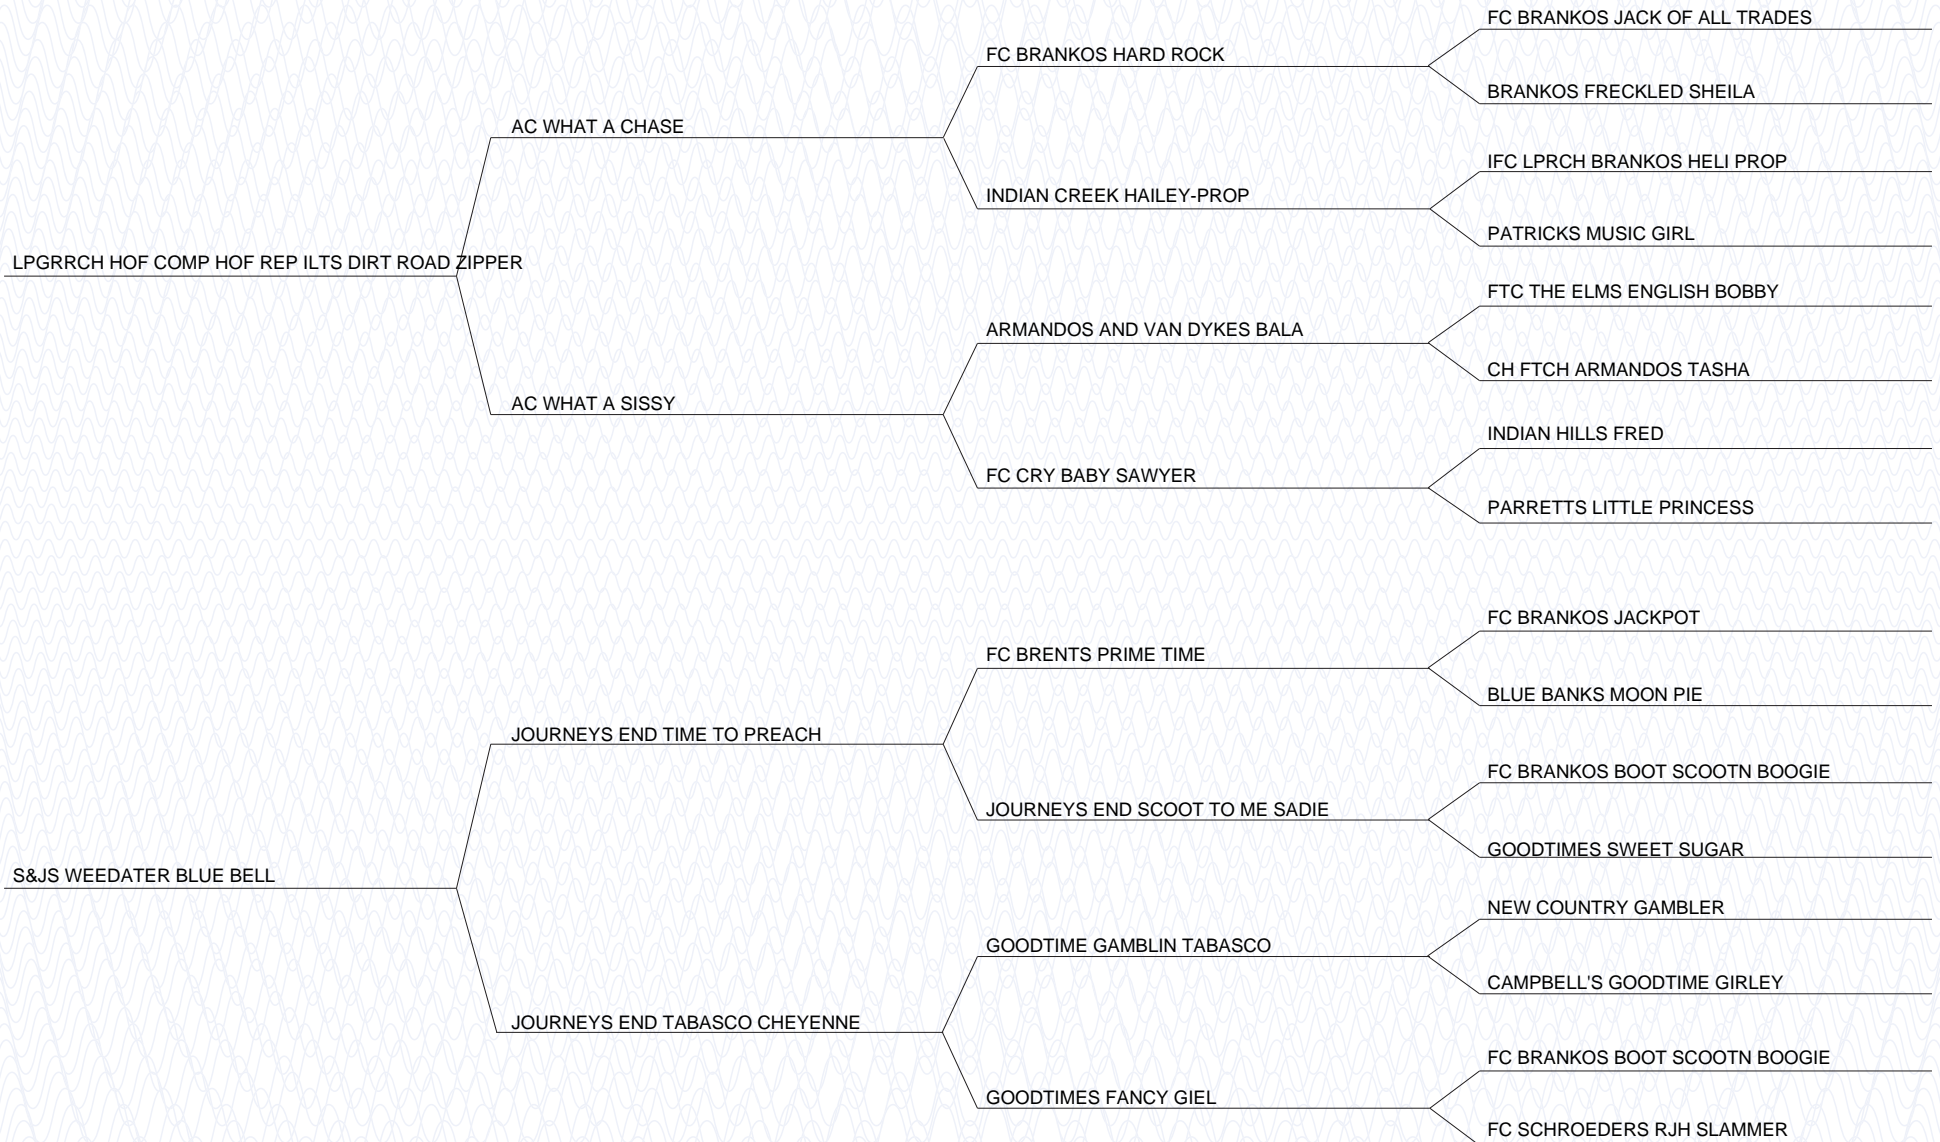 FC BRANKOS JACK OF ALL TRADES
FC BRANKOS HARD ROCK
BRANKOS FRECKLED SHEILA
AC WHAT A CHASE
IFC LPRCH BRANKOS HELI PROP
INDIAN CREEK HAILEY-PROP
PATRICKS MUSIC GIRL
LPGRRCH HOF COMP HOF REP ILTS DIRT ROAD ZIPPER
FTC THE ELMS ENGLISH BOBBY
ARMANDOS AND VAN DYKES BALA
CH FTCH ARMANDOS TASHA
AC WHAT A SISSY
INDIAN HILLS FRED
FC CRY BABY SAWYER
PARRETTS LITTLE PRINCESS
FC BRANKOS JACKPOT
FC BRENTS PRIME TIME
BLUE BANKS MOON PIE
JOURNEYS END TIME TO PREACH
FC BRANKOS BOOT SCOOTN BOOGIE
JOURNEYS END SCOOT TO ME SADIE
GOODTIMES SWEET SUGAR
S&JS WEEDATER BLUE BELL
NEW COUNTRY GAMBLER
GOODTIME GAMBLIN TABASCO
CAMPBELL'S GOODTIME GIRLEY
JOURNEYS END TABASCO CHEYENNE
FC BRANKOS BOOT SCOOTN BOOGIE
GOODTIMES FANCY GIEL
FC SCHROEDERS RJH SLAMMER